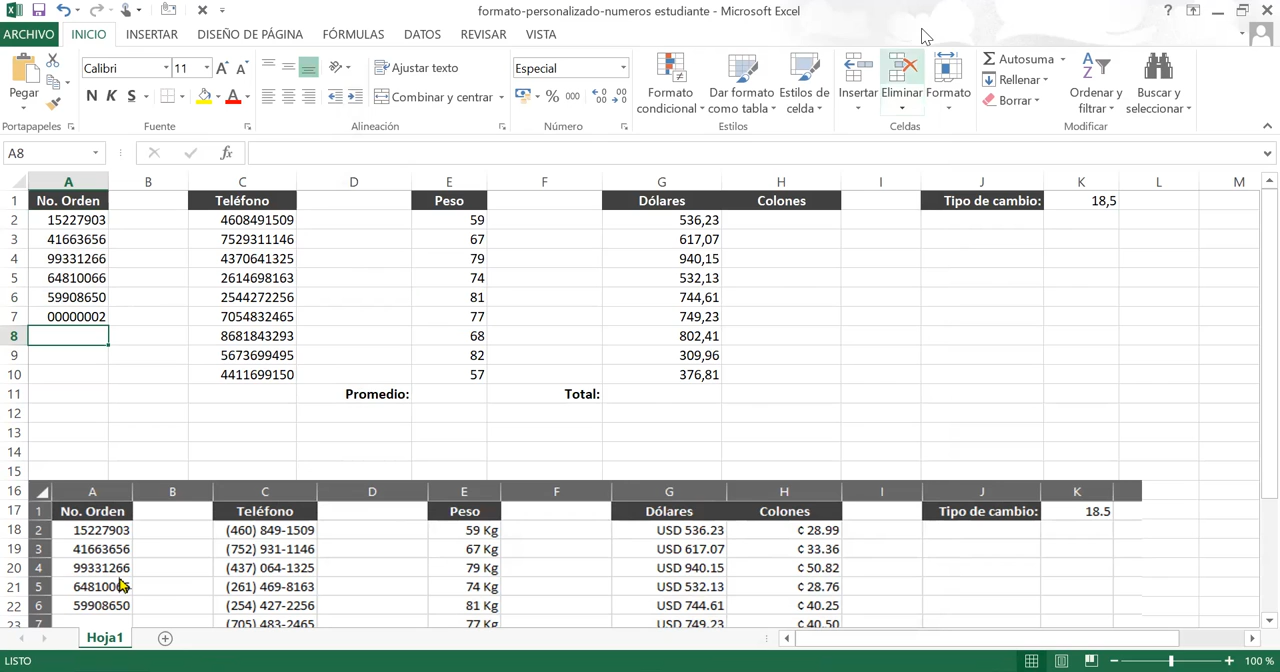 formato-personalizado-numeros estudiante - Microsoft Excel
ARCHIVO INICIO INSERTAR DISEÑO DE PÁGINA FÓRMULAS DATOS REVISAR VISTA
Calibri 11 Ajustar texto Especial Autosuma
Rellenar
Pegar N K S Combinar y centrar % 000 Formato condicional Dar formato como tabla Estilos de celda Insertar Eliminar Formato Borrar Ordenar y filtrar Buscar y seleccionar
Portapapeles Fuente Alineación Número Estilos Celdas Modificar
A8 fx
A B C D E F G H I J K L M
1 No. Orden Teléfono Peso Dólares Colones Tipo de cambio: 18,5
2 15227903 4608491509 59 536,23
3 41663656 7529311146 67 617,07
4 99331266 4370641325 79 940,15
5 64810066 2614698163 74 532,13
6 59908650 2544272256 81 744,61
7 00000002 7054832465 77 749,23
8 8681843293 68 802,41
9 5673699495 82 309,96
10 4411699150 57 376,81
11 Promedio: Total:
12
13
14
15
16 A B C D E F G H I J K
17 1 No. Orden Teléfono Peso Dólares Colones Tipo de cambio: 18.5
18 2 15227903 (460) 849-1509 59 Kg USD 536.23 ¢ 28.99
19 3 41663656 (752) 931-1146 67 Kg USD 617.07 ¢ 33.36
20 4 99331266 (437) 064-1325 79 Kg USD 940.15 ¢ 50.82
21 5 64810066 (261) 469-8163 74 Kg USD 532.13 ¢ 28.76
22 6 59908650 (254) 427-2256 81 Kg USD 744.61 ¢ 40.25
23 7 (705) 483-2465 77 Kg USD 749.23 ¢ 40.50
Hoja1
LISTO 100 %